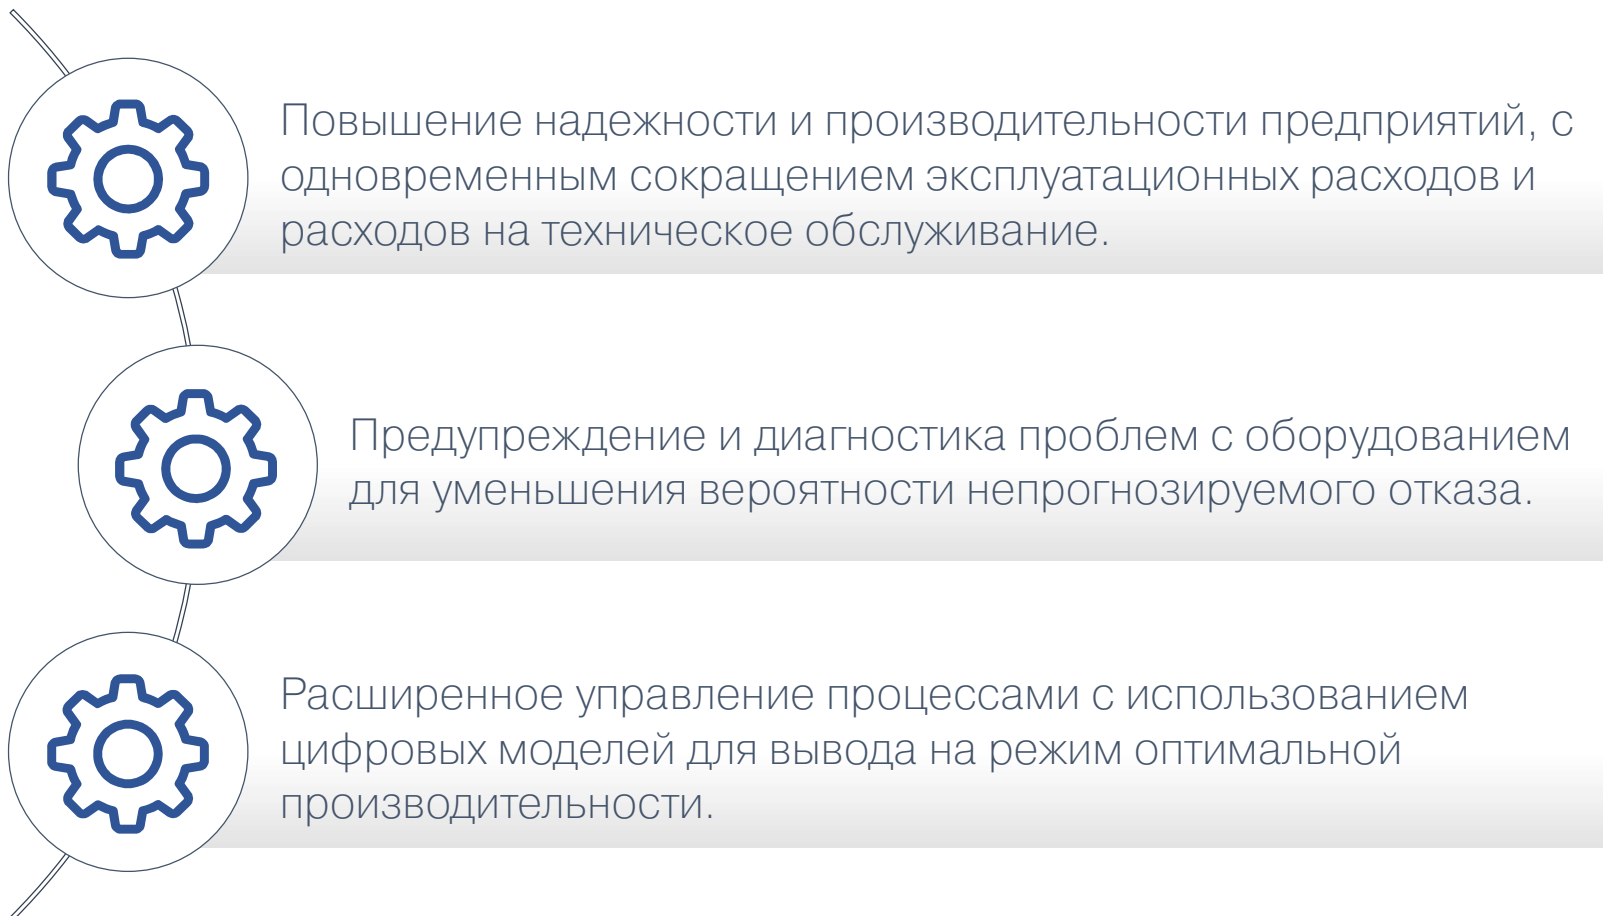 Повышение надежности и производительности предприятий, с
одновременным сокращением эксплуатационных расходов и
расходов на техническое обслуживание.
Предупреждение и диагностика проблем с оборудованием
для уменьшения вероятности непрогнозируемого отказа.
Расширенное управление процессами с использованием
цифровых моделей для вывода на режим оптимальной
производительности.